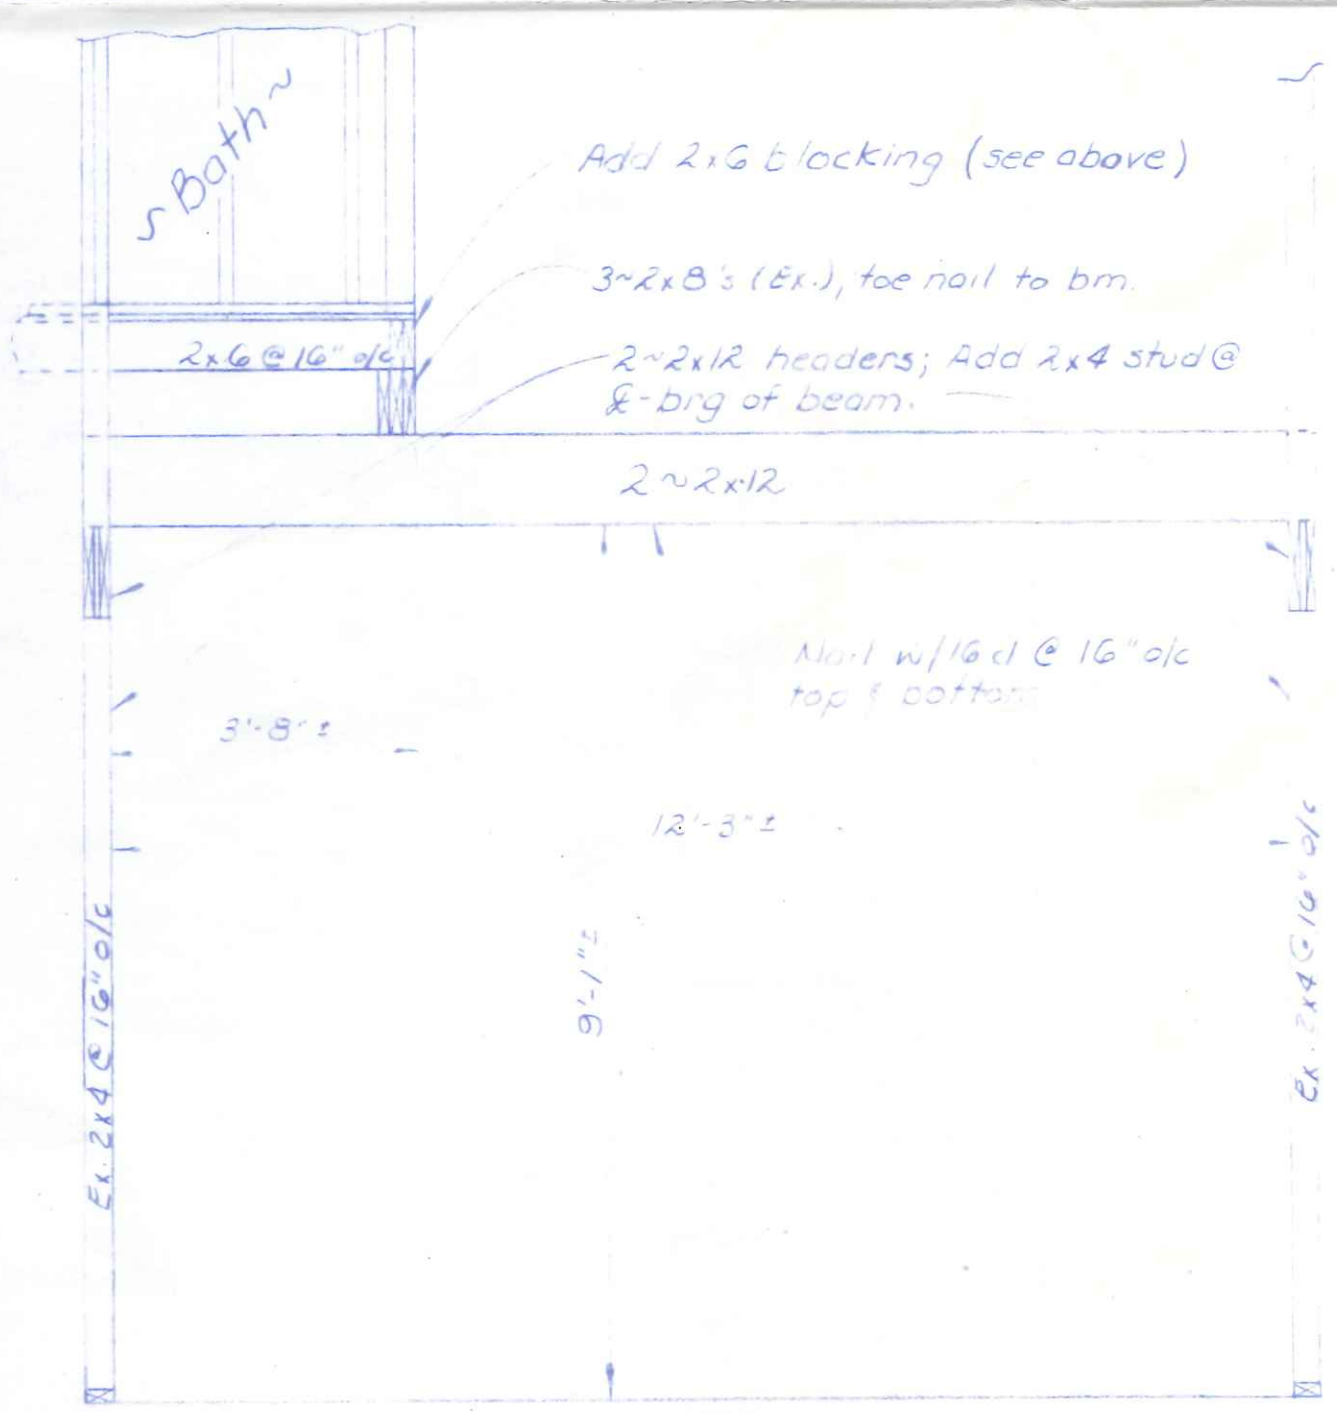 ~ Bath ~
Add 2x6 blocking (see above)
3~2x8's (Ex.), toe nail to bm.
2x6 @ 16" o/c
2~2x12 headers; Add 2x4 stud @
℄-brg of beam.
2~2x12
Nail w/16d @ 16" o/c
top & bottom
3'-8" ±
12'-3" ±
9'-1" ±
Ex. 2x4 @ 16" o/c
Ex. 2x4 @ 16" o/c